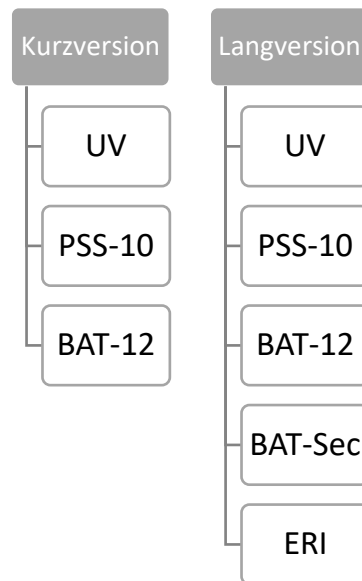 Kurzversion
UV
PSS-10
BAT-12
Langversion
UV
PSS-10
BAT-12
BAT-Sec
ERI